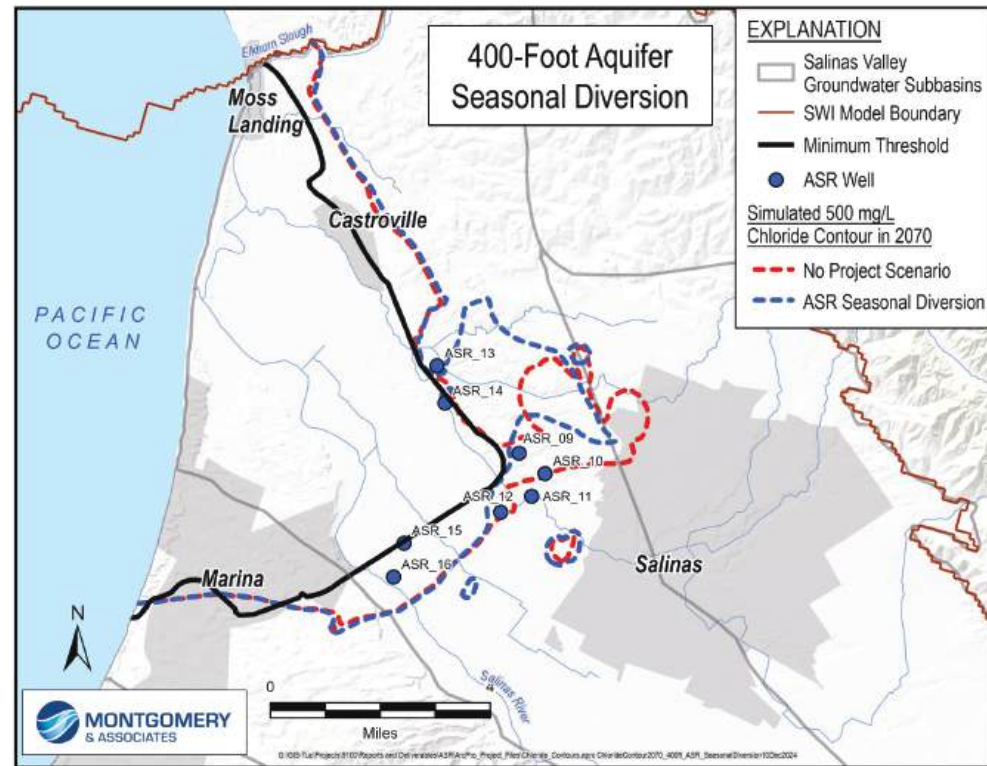 400-Foot Aquifer
Seasonal Diversion
EXPLANATION
Salinas Valley
Groundwater Subbasins
SWI Model Boundary
Minimum Threshold
ASR Well
Simulated 500 mg/L
Chloride Contour in 2070
No Project Scenario
ASR Seasonal Diversion
Elkhorn Slough
Moss
Landing
Castroville
PACIFIC
OCEAN
ASR_13
ASR_14
ASR_09
ASR_10
ASR_12
ASR_11
ASR_15
ASR_16
Salinas
Marina
N
Salinas River
0 4
Miles
MONTGOMERY
& ASSOCIATES